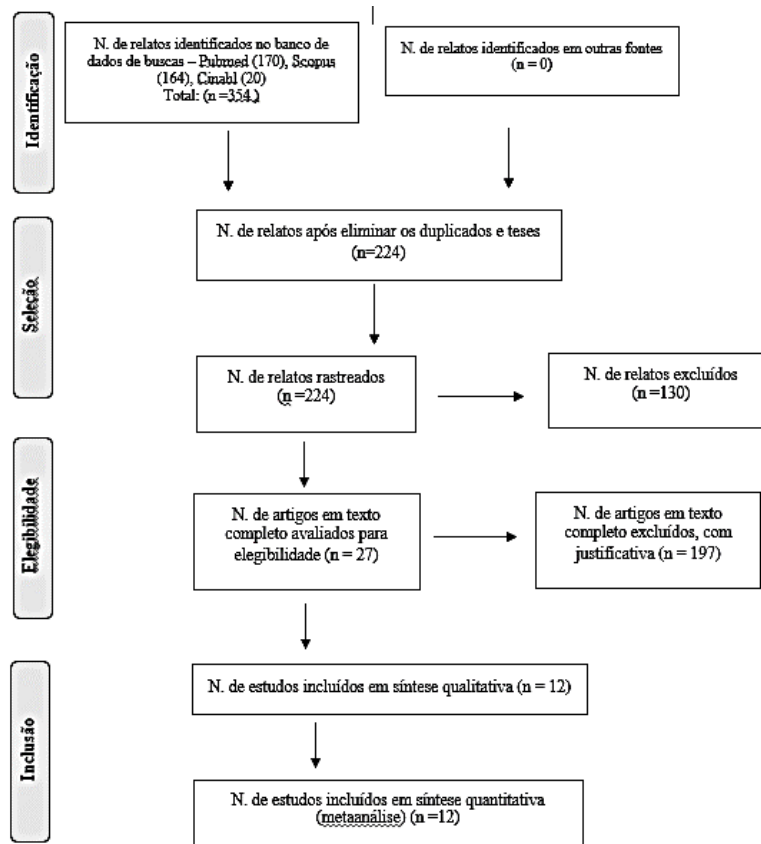 Identificação
N. de relatos identificados no banco de
dados de buscas – Pubmed (170), Scopus
(164), Cinahl (20)
Total: (n =354 )
N. de relatos identificados em outras fontes
(n = 0)
Seleção
N. de relatos após eliminar os duplicados e teses
(n=224)
N. de relatos rastreados
(n =224)
N. de relatos excluídos
(n =130)
Elegibilidade
N. de artigos em texto
completo avaliados para
elegibilidade (n = 27)
N. de artigos em texto
completo excluídos, com
justificativa (n = 197)
Inclusão
N. de estudos incluídos em síntese qualitativa (n = 12)
N. de estudos incluídos em síntese quantitativa
(metaanálise) (n =12)